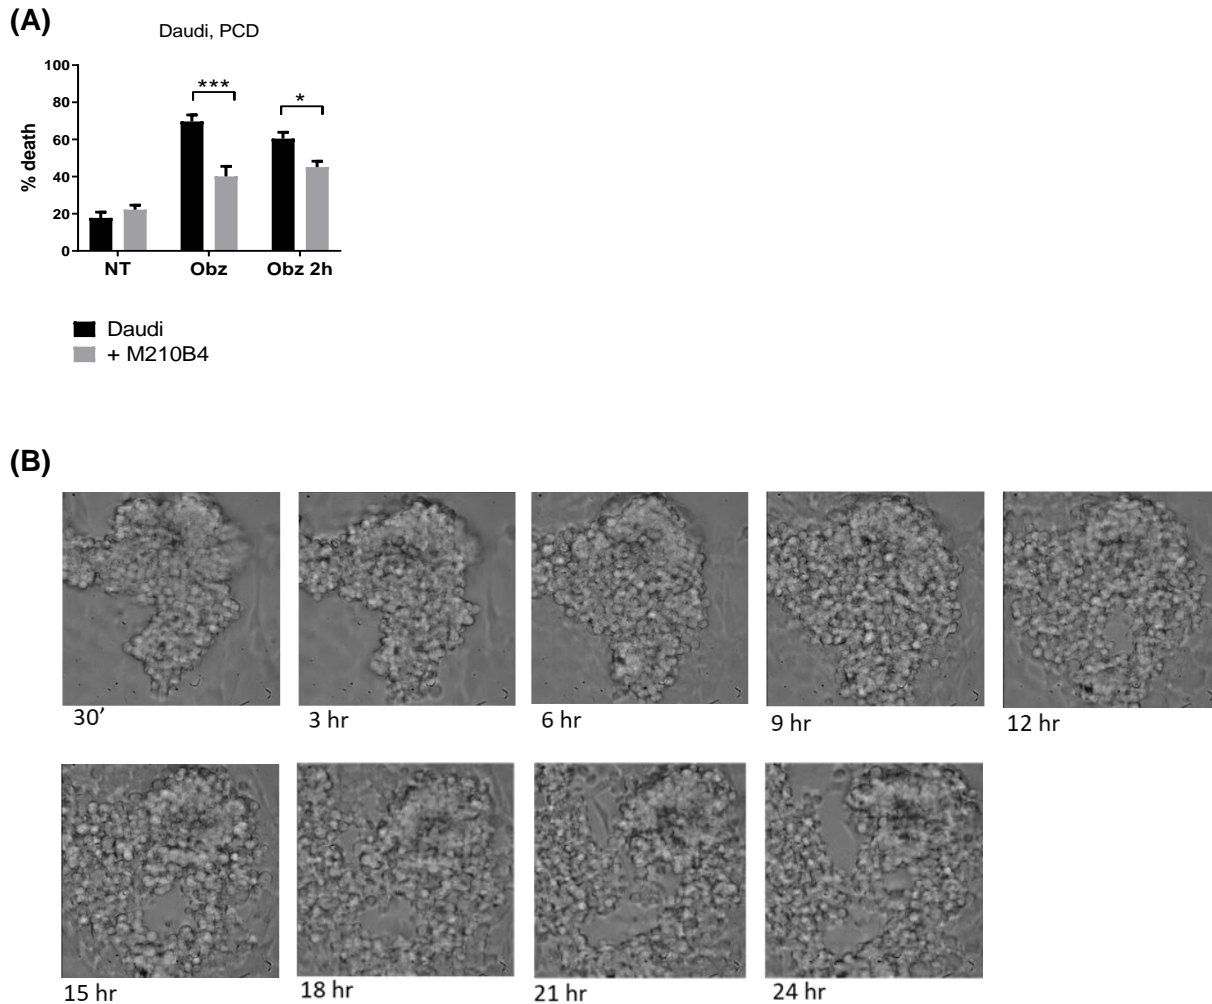 (A)
Daudi, PCD
100
80
60
40
20
0
% death
***
*
NT
Obz
Obz 2h
Daudi
+ M210B4
(B)
30’
3 hr
6 hr
9 hr
12 hr
15 hr
18 hr
21 hr
24 hr